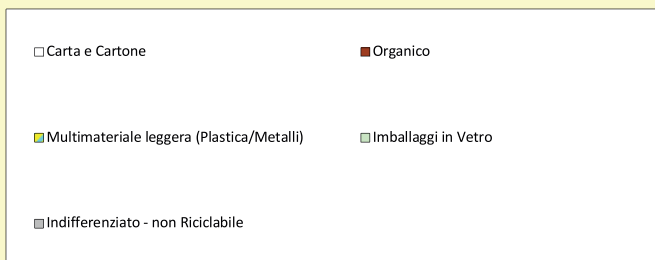 Carta e Cartone
Organico
Multimateriale leggera (Plastica/Metalli)
Imballaggi in Vetro
Indifferenziato - non Riciclabile